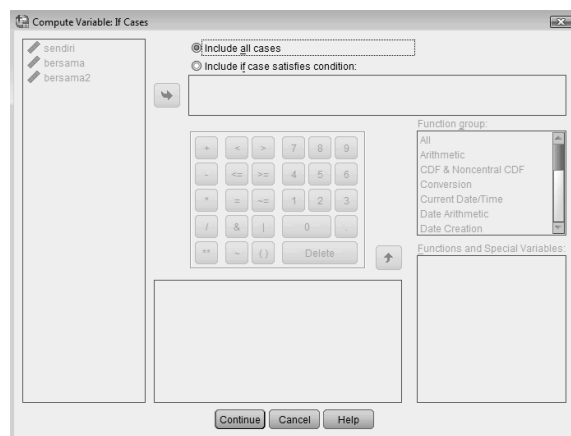 Compute Variable: If Cases
sendiri
bersama
bersama2
Include all cases
Include if case satisfies condition:
Function group:
All
Arithmetic
CDF & Noncentral CDF
Conversion
Current Date/Time
Date Arithmetic
Date Creation
+ < > 7 8 9
- <= >= 4 5 6
* = ~= 1 2 3
/ & | 0 .
** ~ ( ) Delete
Functions and Special Variables:
Continue Cancel Help